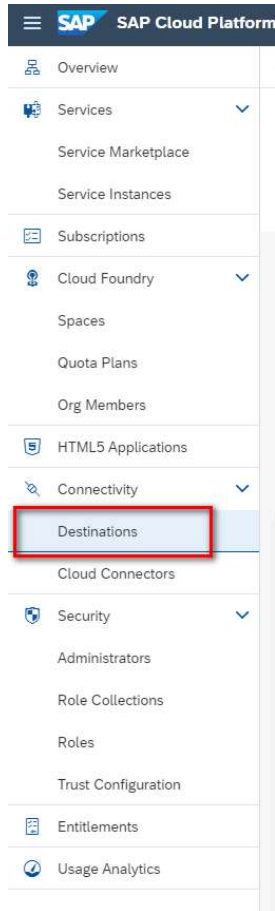 SAP SAP Cloud Platform
Overview
Services
Service Marketplace
Service Instances
Subscriptions
Cloud Foundry
Spaces
Quota Plans
Org Members
5 HTML5 Applications
Connectivity
Destinations
Cloud Connectors
Security
Administrators
Role Collections
Roles
Trust Configuration
Entitlements
Usage Analytics